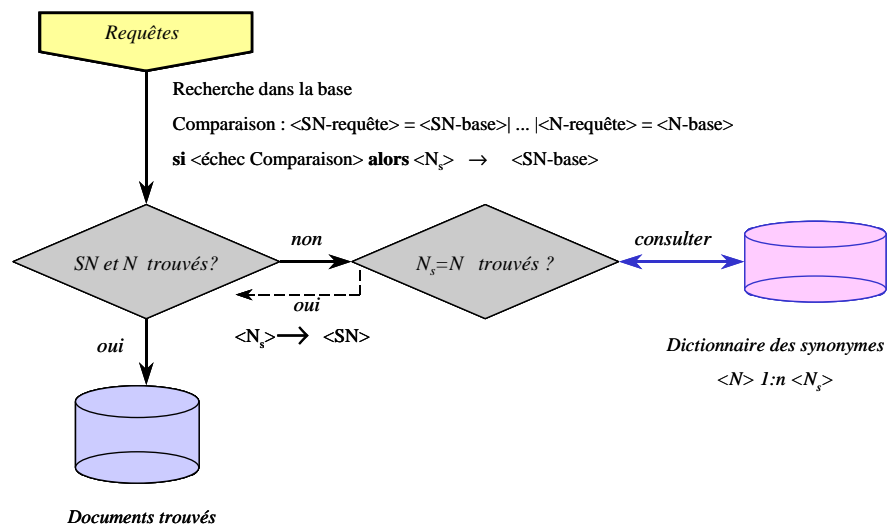 Requêtes
Recherche dans la base
Comparaison : <SN-requête> = <SN-base>| ... |<N-requête> = <N-base>
si <échec Comparaison> alors <Ns> → <SN-base>
SN et N trouvés?
non
Ns=N trouvés ?
consulter
oui
<Ns> → <SN>
oui
Dictionnaire des synonymes
<N> 1:n <Ns>
Documents trouvés